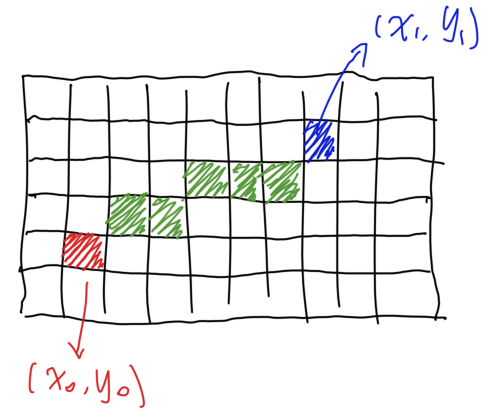 (x₁, y₁)
(x₀, y₀)